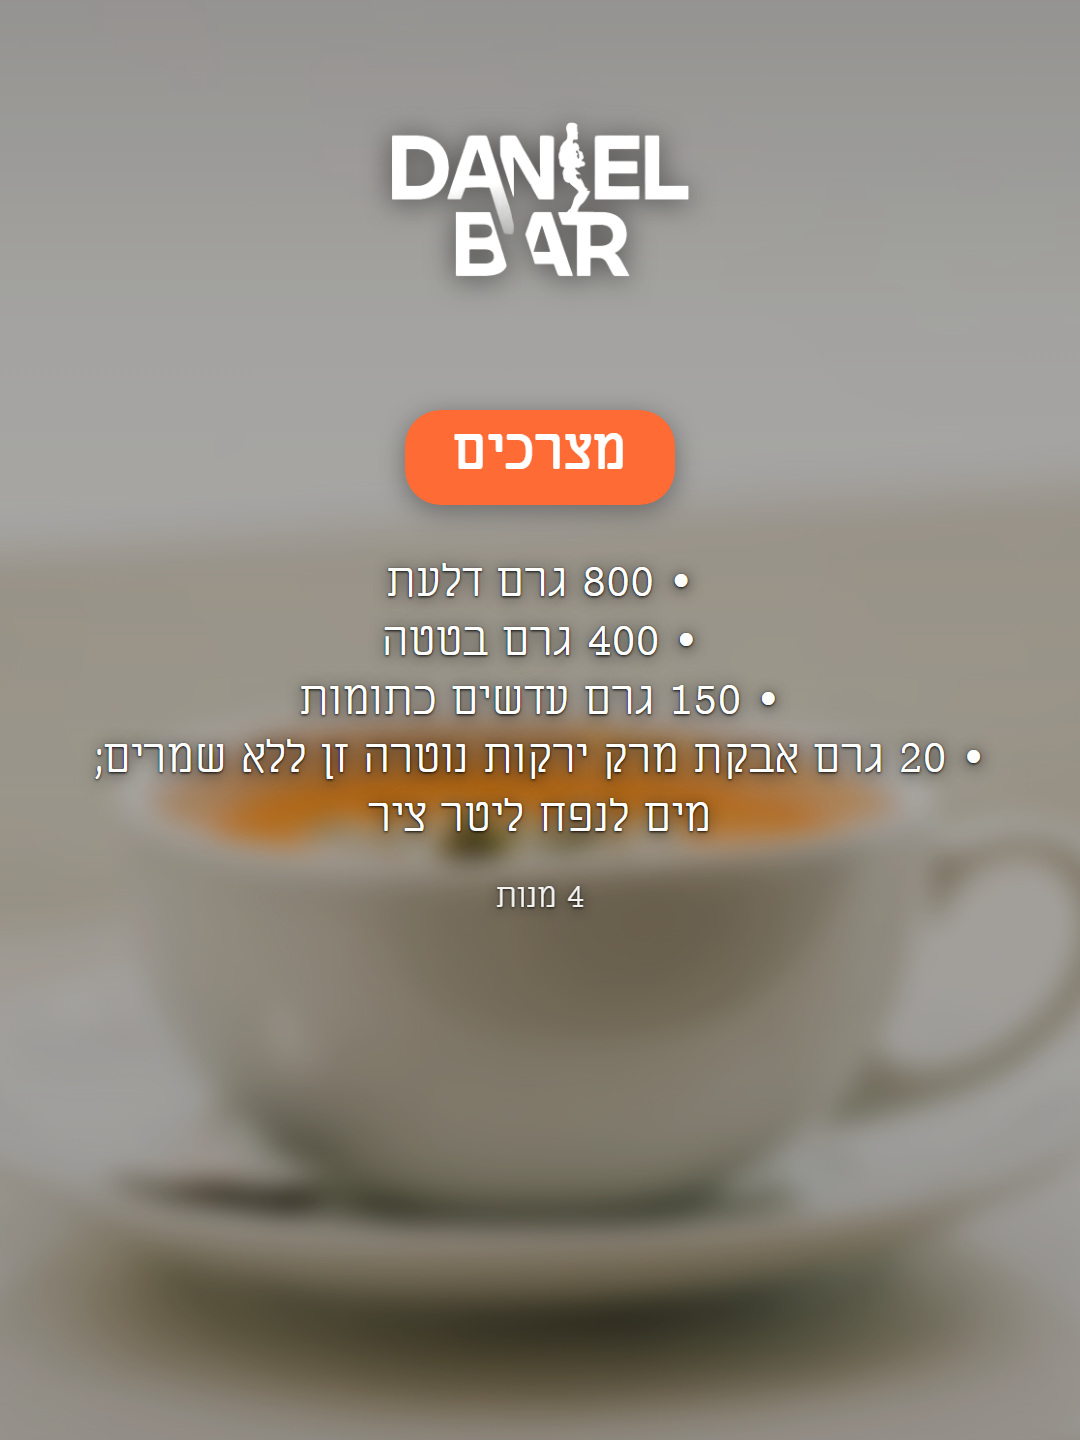 DANIEL
BAR
מצרכים
• 800 גרם דלעת
• 400 גרם בטטה
• 150 גרם עדשים כתומות
• 20 גרם אבקת מרק ירקות נוטרה זן ללא שמרים;
מים לנפח ליטר ציר
4 מנות